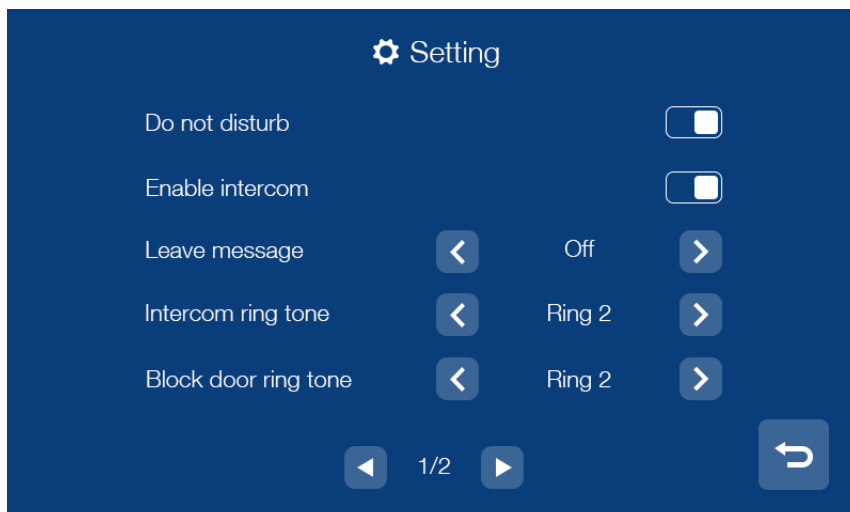 Setting
Do not disturb
Enable intercom
Leave message Off
Intercom ring tone Ring 2
Block door ring tone Ring 2
1/2